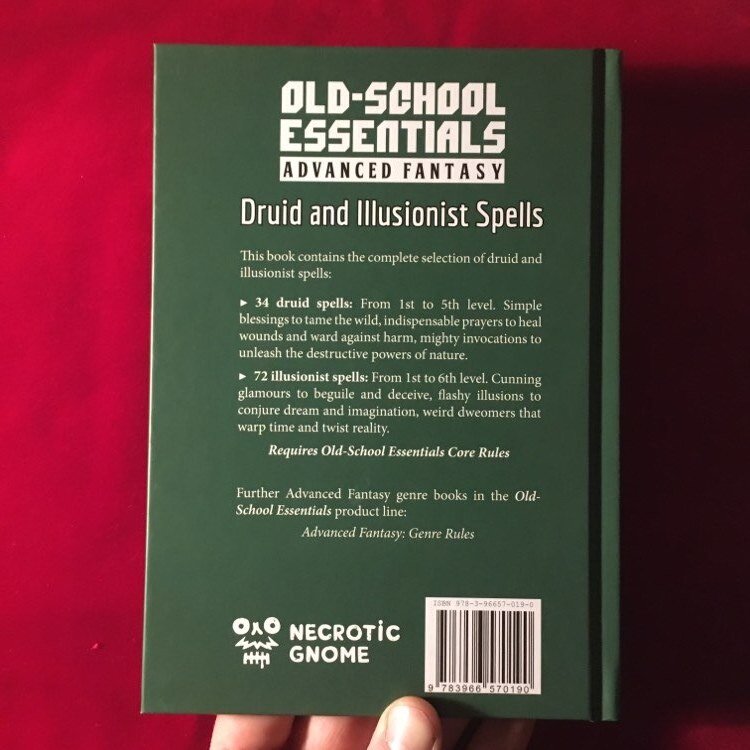 OLD-SCHOOL
ESSENTIALS
ADVANCED FANTASY
Druid and Illusionist Spells
This book contains the complete selection of druid and
illusionist spells:
▸ 34 druid spells: From 1st to 5th level. Simple
blessings to tame the wild, indispensable prayers to heal
wounds and ward against harm, mighty invocations to
unleash the destructive powers of nature.
▸ 72 illusionist spells: From 1st to 6th level. Cunning
glamours to beguile and deceive, flashy illusions to
conjure dream and imagination, weird dweomers that
warp time and twist reality.
Requires Old-School Essentials Core Rules
Further Advanced Fantasy genre books in the Old-
School Essentials product line:
Advanced Fantasy: Genre Rules
ISBN 978-3-96657-019-0
NECROTIC
GNOME
9 783966 570190